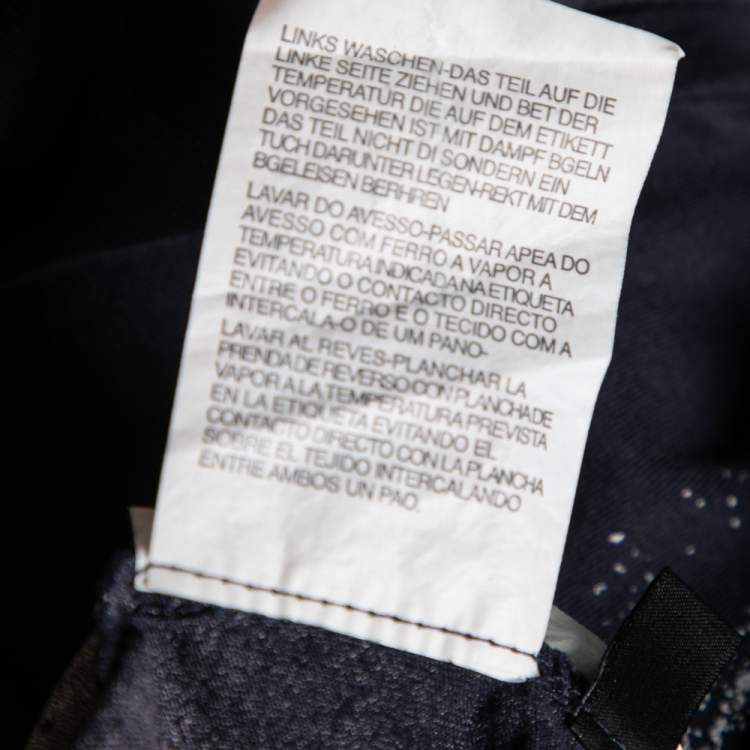 LINKS WASCHEN-DAS TEIL AUF DIE
LINKE SEITE ZIEHEN UND BET DER
TEMPERATUR DIE AUF DEM ETIKETT
VORGESEHEN IST MIT DAMPF BGELN
DAS TEIL NICHT DI SONDERN EIN
TUCH DARUNTER LEGEN-REKT MIT DEM
BGELEISEN BERHREN
LAVAR DO AVESSO-PASSAR APEA DO
AVESSO COM FERRO A VAPOR A
TEMPERATURA INDICADA NA ETIQUETA
EVITANDO O CONTACTO DIRECTO
ENTRE O FERRO E O TECIDO COM A
INTERCALA-O DE UM PANO-
LAVAR AL REVES-PLANCHAR LA
PRENDA DE REVERSO CON PLANCHA DE
VAPOR A LA TEMPERATURA PREVISTA
EN LA ETIQUETA EVITANDO EL
CONTACTO DIRECTO CON LA PLANCHA
SOBRE EL TEJIDO INTERCALANDO
ENTRE AMBOS UN PAO.